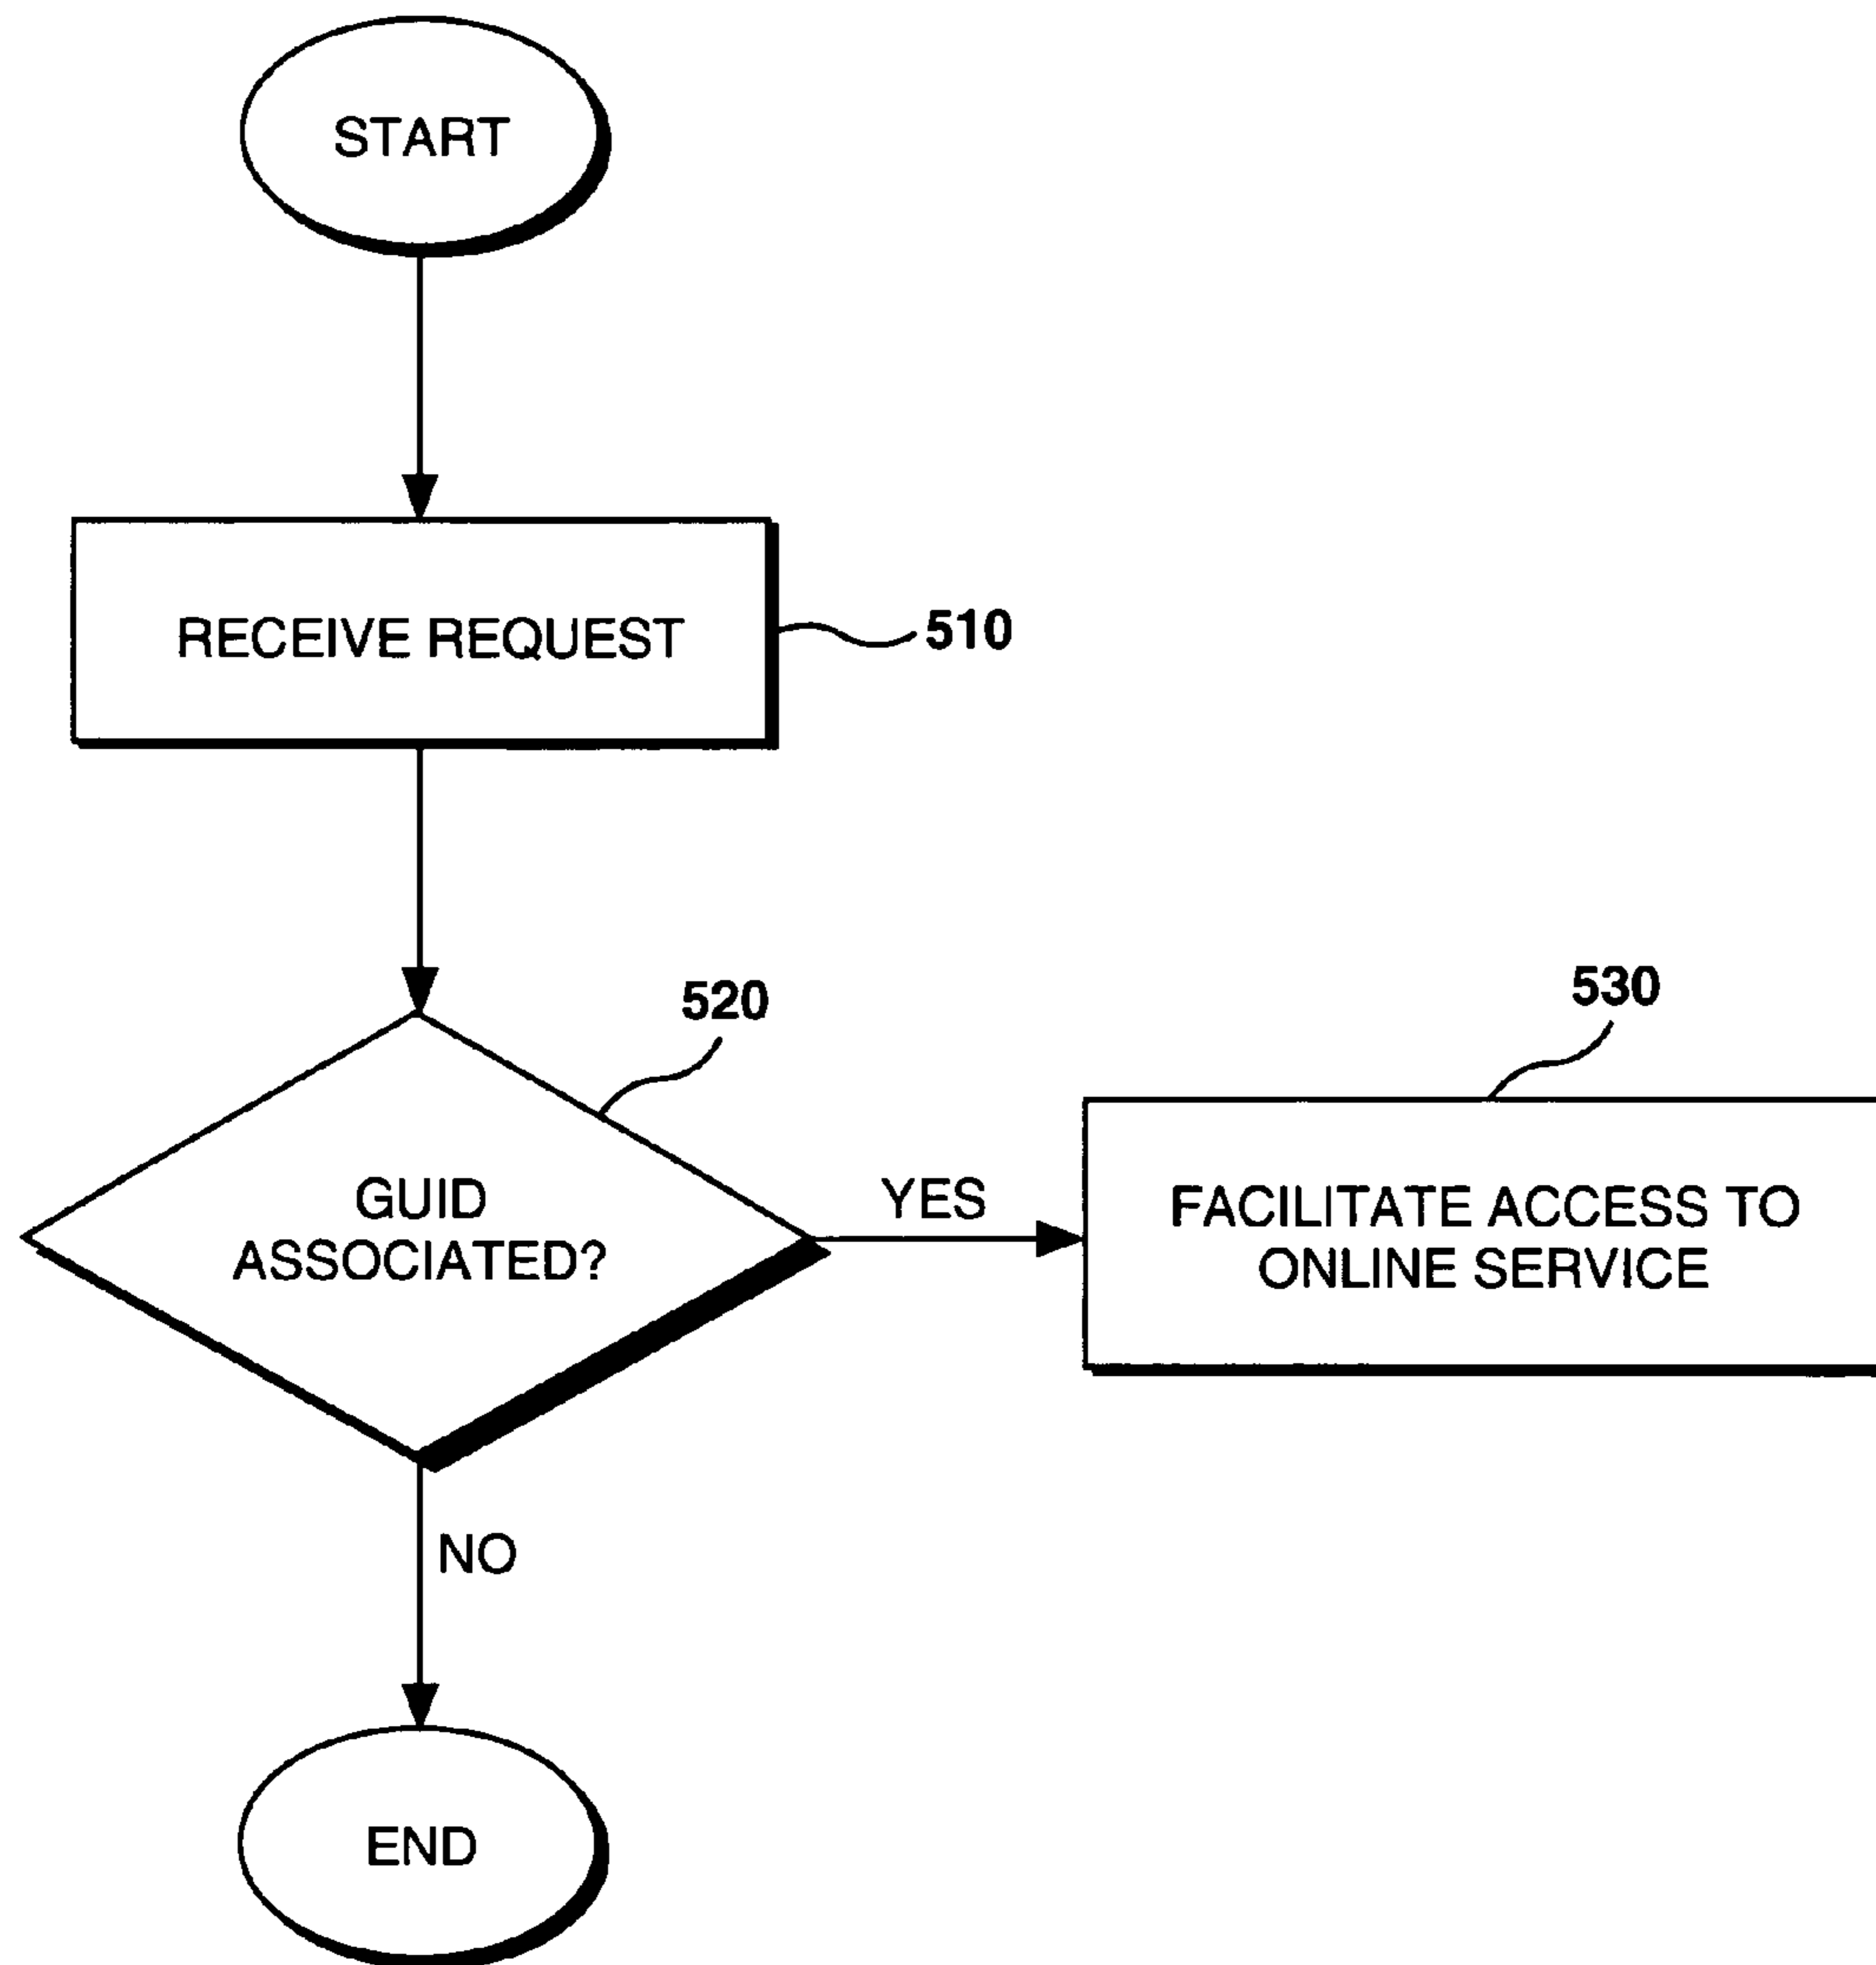 START
RECEIVE REQUEST
510
520
GUID
ASSOCIATED?
YES
530
FACILITATE ACCESS TO
ONLINE SERVICE
NO
END